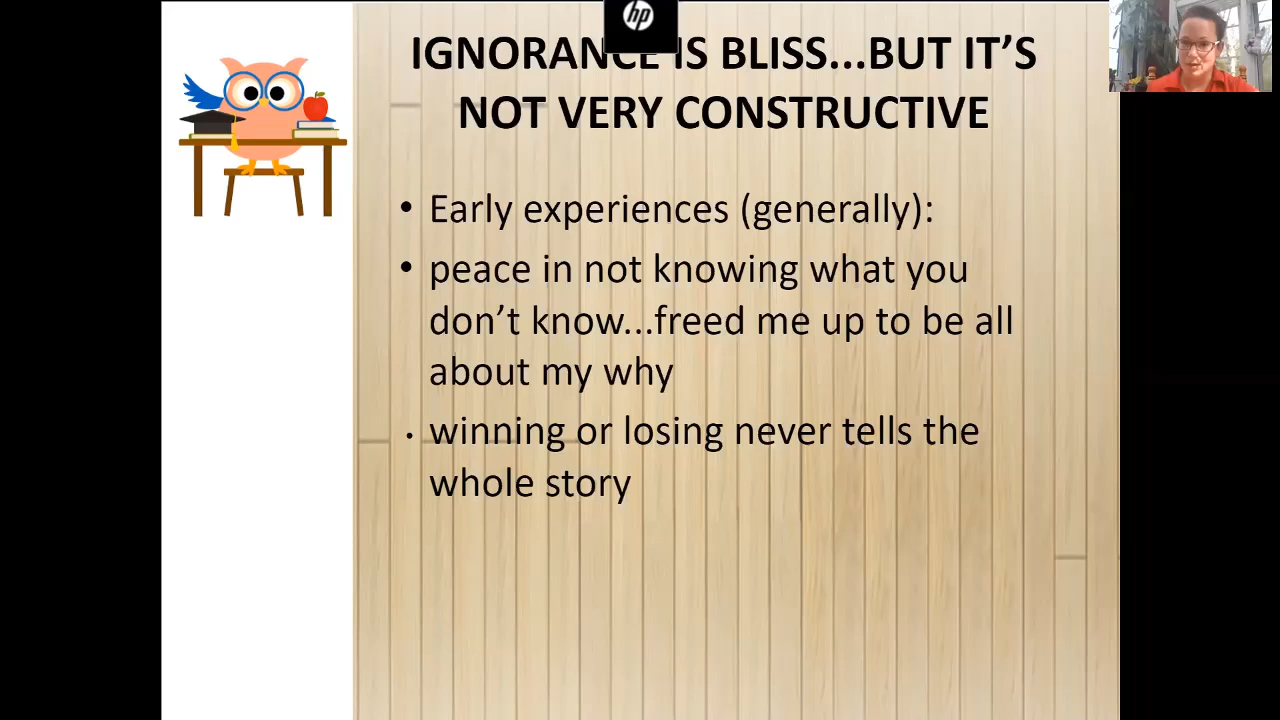 hp
IGNORANCE IS BLISS...BUT IT’S
NOT VERY CONSTRUCTIVE
• Early experiences (generally):
• peace in not knowing what you
don’t know...freed me up to be all
about my why
• winning or losing never tells the
whole story